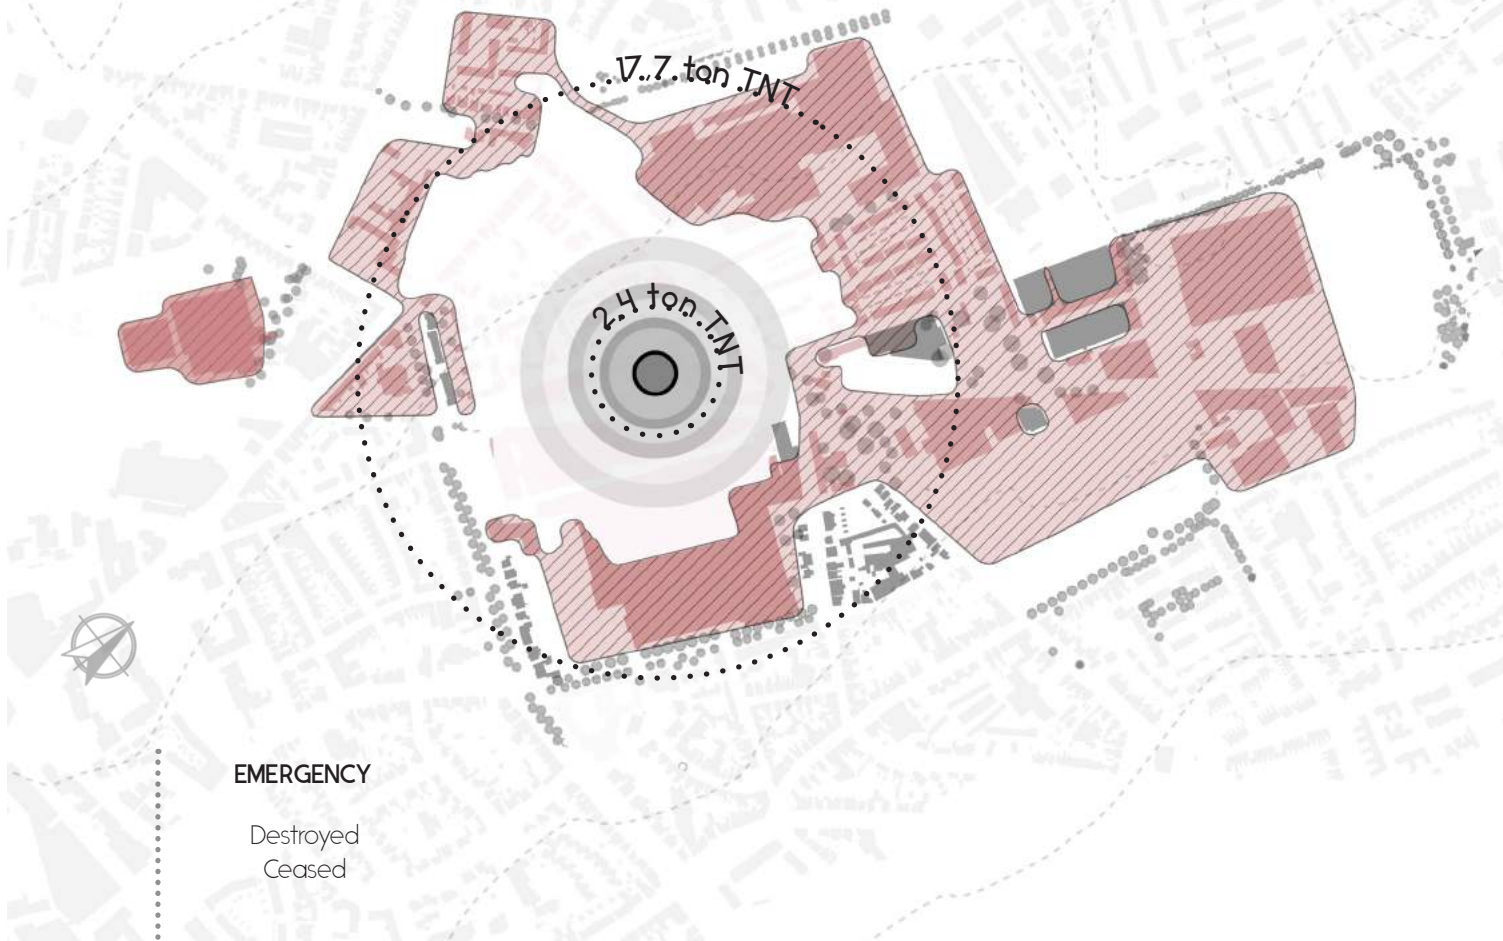 17.7 ton TNT
2.4 ton TNT
EMERGENCY
Destroyed
Ceased